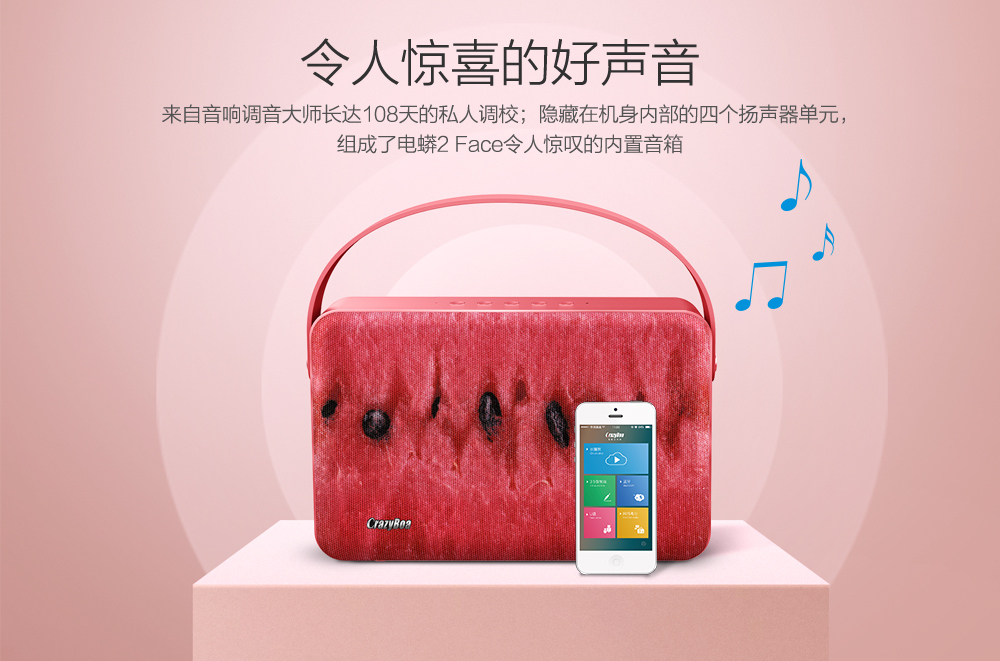 令人惊喜的好声音
来自音响调音大师长达108天的私人调校；隐藏在机身内部的四个扬声器单元，
组成了电蟒2 Face令人惊叹的内置音箱
CrazyBoa
CrazyBoa